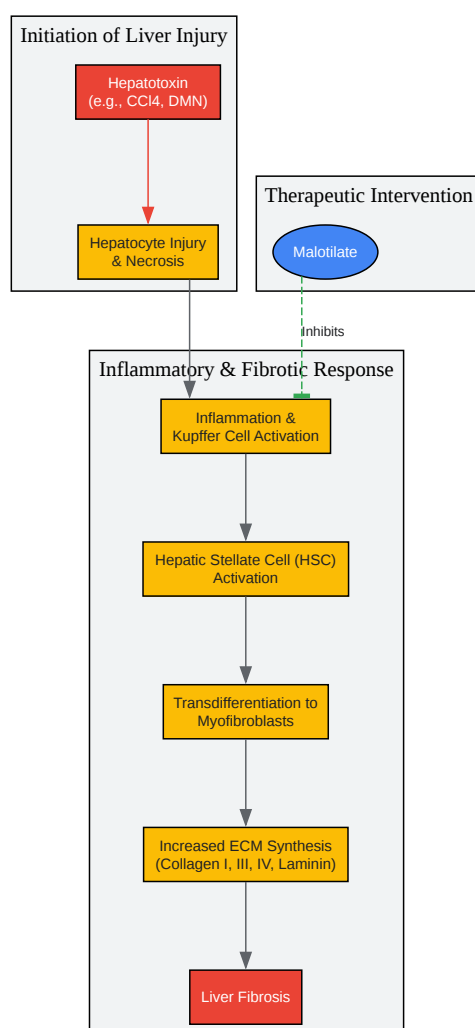 Initiation of Liver Injury
Hepatotoxin
(e.g., CCl4, DMN)
Hepatocyte Injury
& Necrosis
Therapeutic Intervention
Malotilate
Inhibits
Inflammatory & Fibrotic Response
Inflammation &
Kupffer Cell Activation
Hepatic Stellate Cell (HSC)
Activation
Transdifferentiation to
Myofibroblasts
Increased ECM Synthesis
(Collagen I, III, IV, Laminin)
Liver Fibrosis